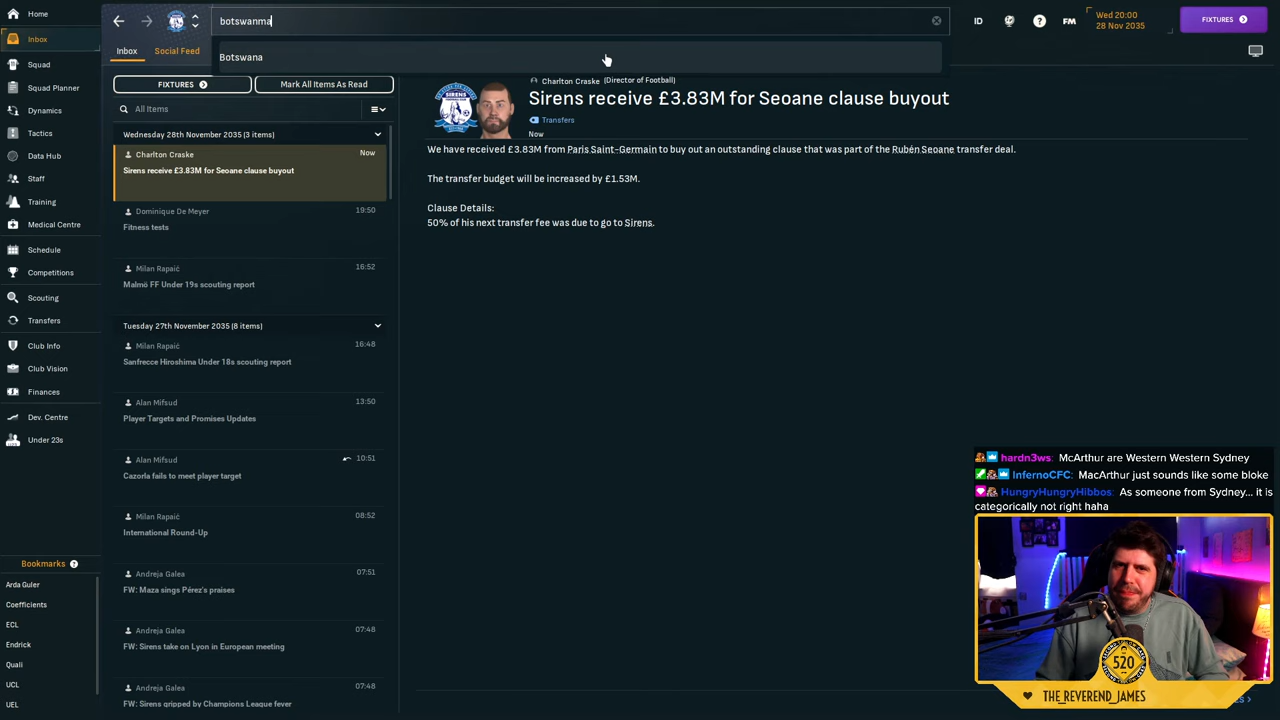 Home
Inbox
Squad
Squad Planner
Dynamics
Tactics
Data Hub
Staff
Training
Medical Centre
Schedule
Competitions
Scouting
Transfers
Club Info
Club Vision
Finances
Dev. Centre
Under 23s
Bookmarks
Arda Guler
Coefficients
ECL
Endrick
Quali
UCL
UEL
botswanma
Botswana
ID
FM
Wed 20:00
28 Nov 2035
FIXTURES
Inbox
Social Feed
FIXTURES
Mark All Items As Read
All Items
Wednesday 28th November 2035 (3 items)
Charlton Craske
Now
Sirens receive £3.83M for Seoane clause buyout
Dominique De Meyer
19:50
Fitness tests
Milan Rapaić
16:52
Malmö FF Under 19s scouting report
Tuesday 27th November 2035 (8 items)
Milan Rapaić
16:48
Sanfrecce Hiroshima Under 18s scouting report
Alan Mifsud
13:50
Player Targets and Promises Updates
Alan Mifsud
10:51
Cazorla fails to meet player target
Milan Rapaić
08:52
International Round-Up
Andreja Galea
07:51
FW: Maza sings Pérez's praises
Andreja Galea
07:48
FW: Sirens take on Lyon in European meeting
Andreja Galea
07:48
FW: Sirens gripped by Champions League fever
SIRENS
Charlton Craske (Director of Football)
Sirens receive £3.83M for Seoane clause buyout
Transfers
Now
We have received £3.83M from Paris Saint-Germain to buy out an outstanding clause that was part of the Rubén Seoane transfer deal.
The transfer budget will be increased by £1.53M.
Clause Details:
50% of his next transfer fee was due to go to Sirens.
hardn3ws: McArthur are Western Western Sydney
InfernoCFC: MacArthur just sounds like some bloke
HungryHungryHibbos: As someone from Sydney... it is
categorically not right haha
520
THE_REVEREND_JAMES